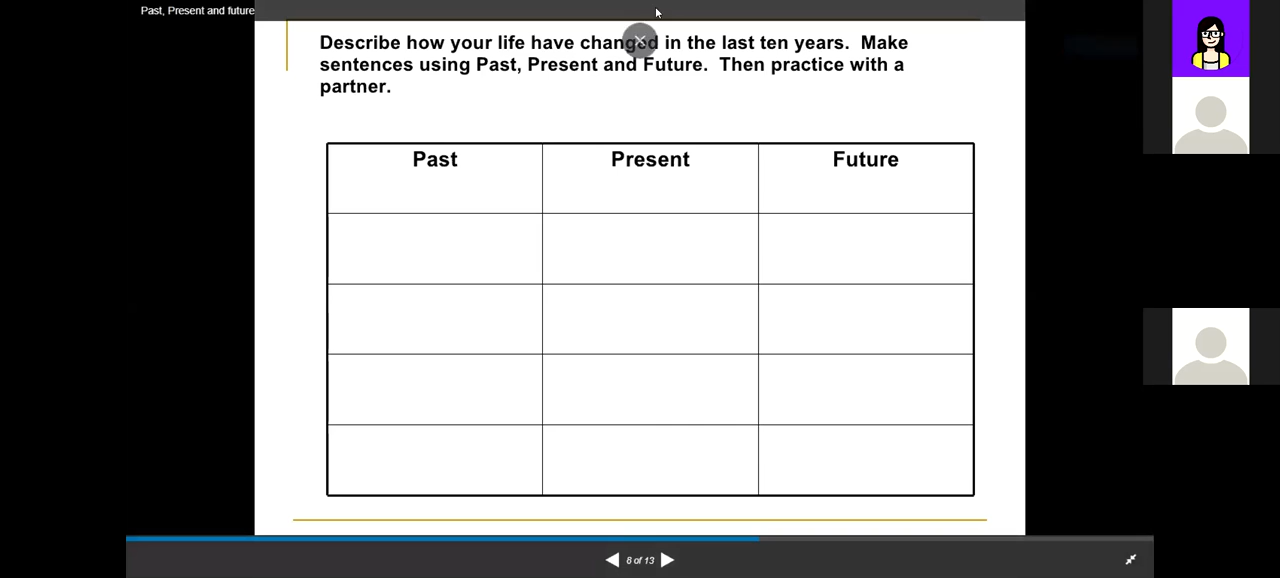 Past, Present and future
Describe how your life have changed in the last ten years. Make
sentences using Past, Present and Future. Then practice with a
partner.
Past Present Future
8 of 13